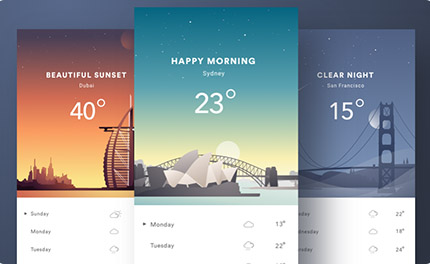 BEAUTIFUL SUNSET
Dubai
40°
Sunday
Monday
Tuesday
HAPPY MORNING
Sydney
23°
Monday 13°
Tuesday 22°
CLEAR NIGHT
San Francisco
15°
22°
18°
24°